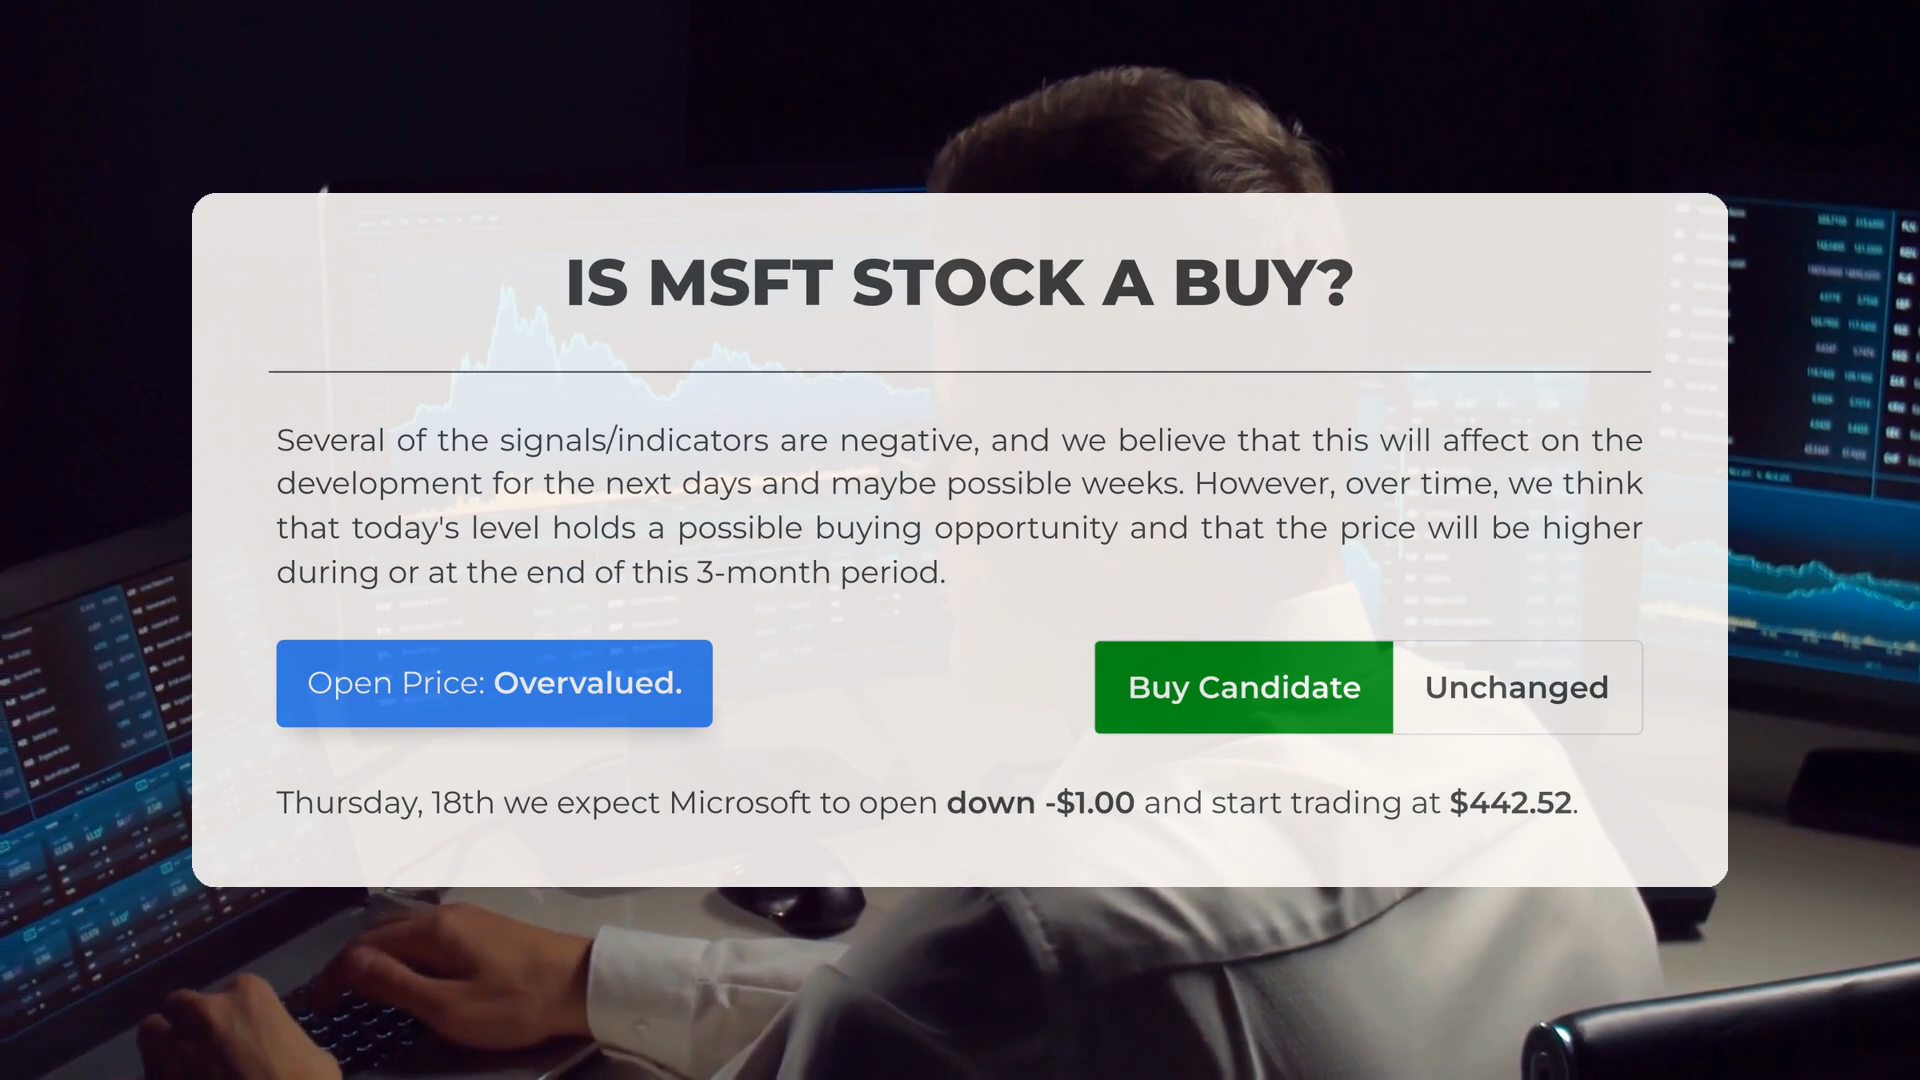 IS MSFT STOCK A BUY?
Several of the signals/indicators are negative, and we believe that this will affect on the
development for the next days and maybe possible weeks. However, over time, we think
that today's level holds a possible buying opportunity and that the price will be higher
during or at the end of this 3-month period.
Open Price: Overvalued.
Buy Candidate Unchanged
Thursday, 18th we expect Microsoft to open down -$1.00 and start trading at $442.52.